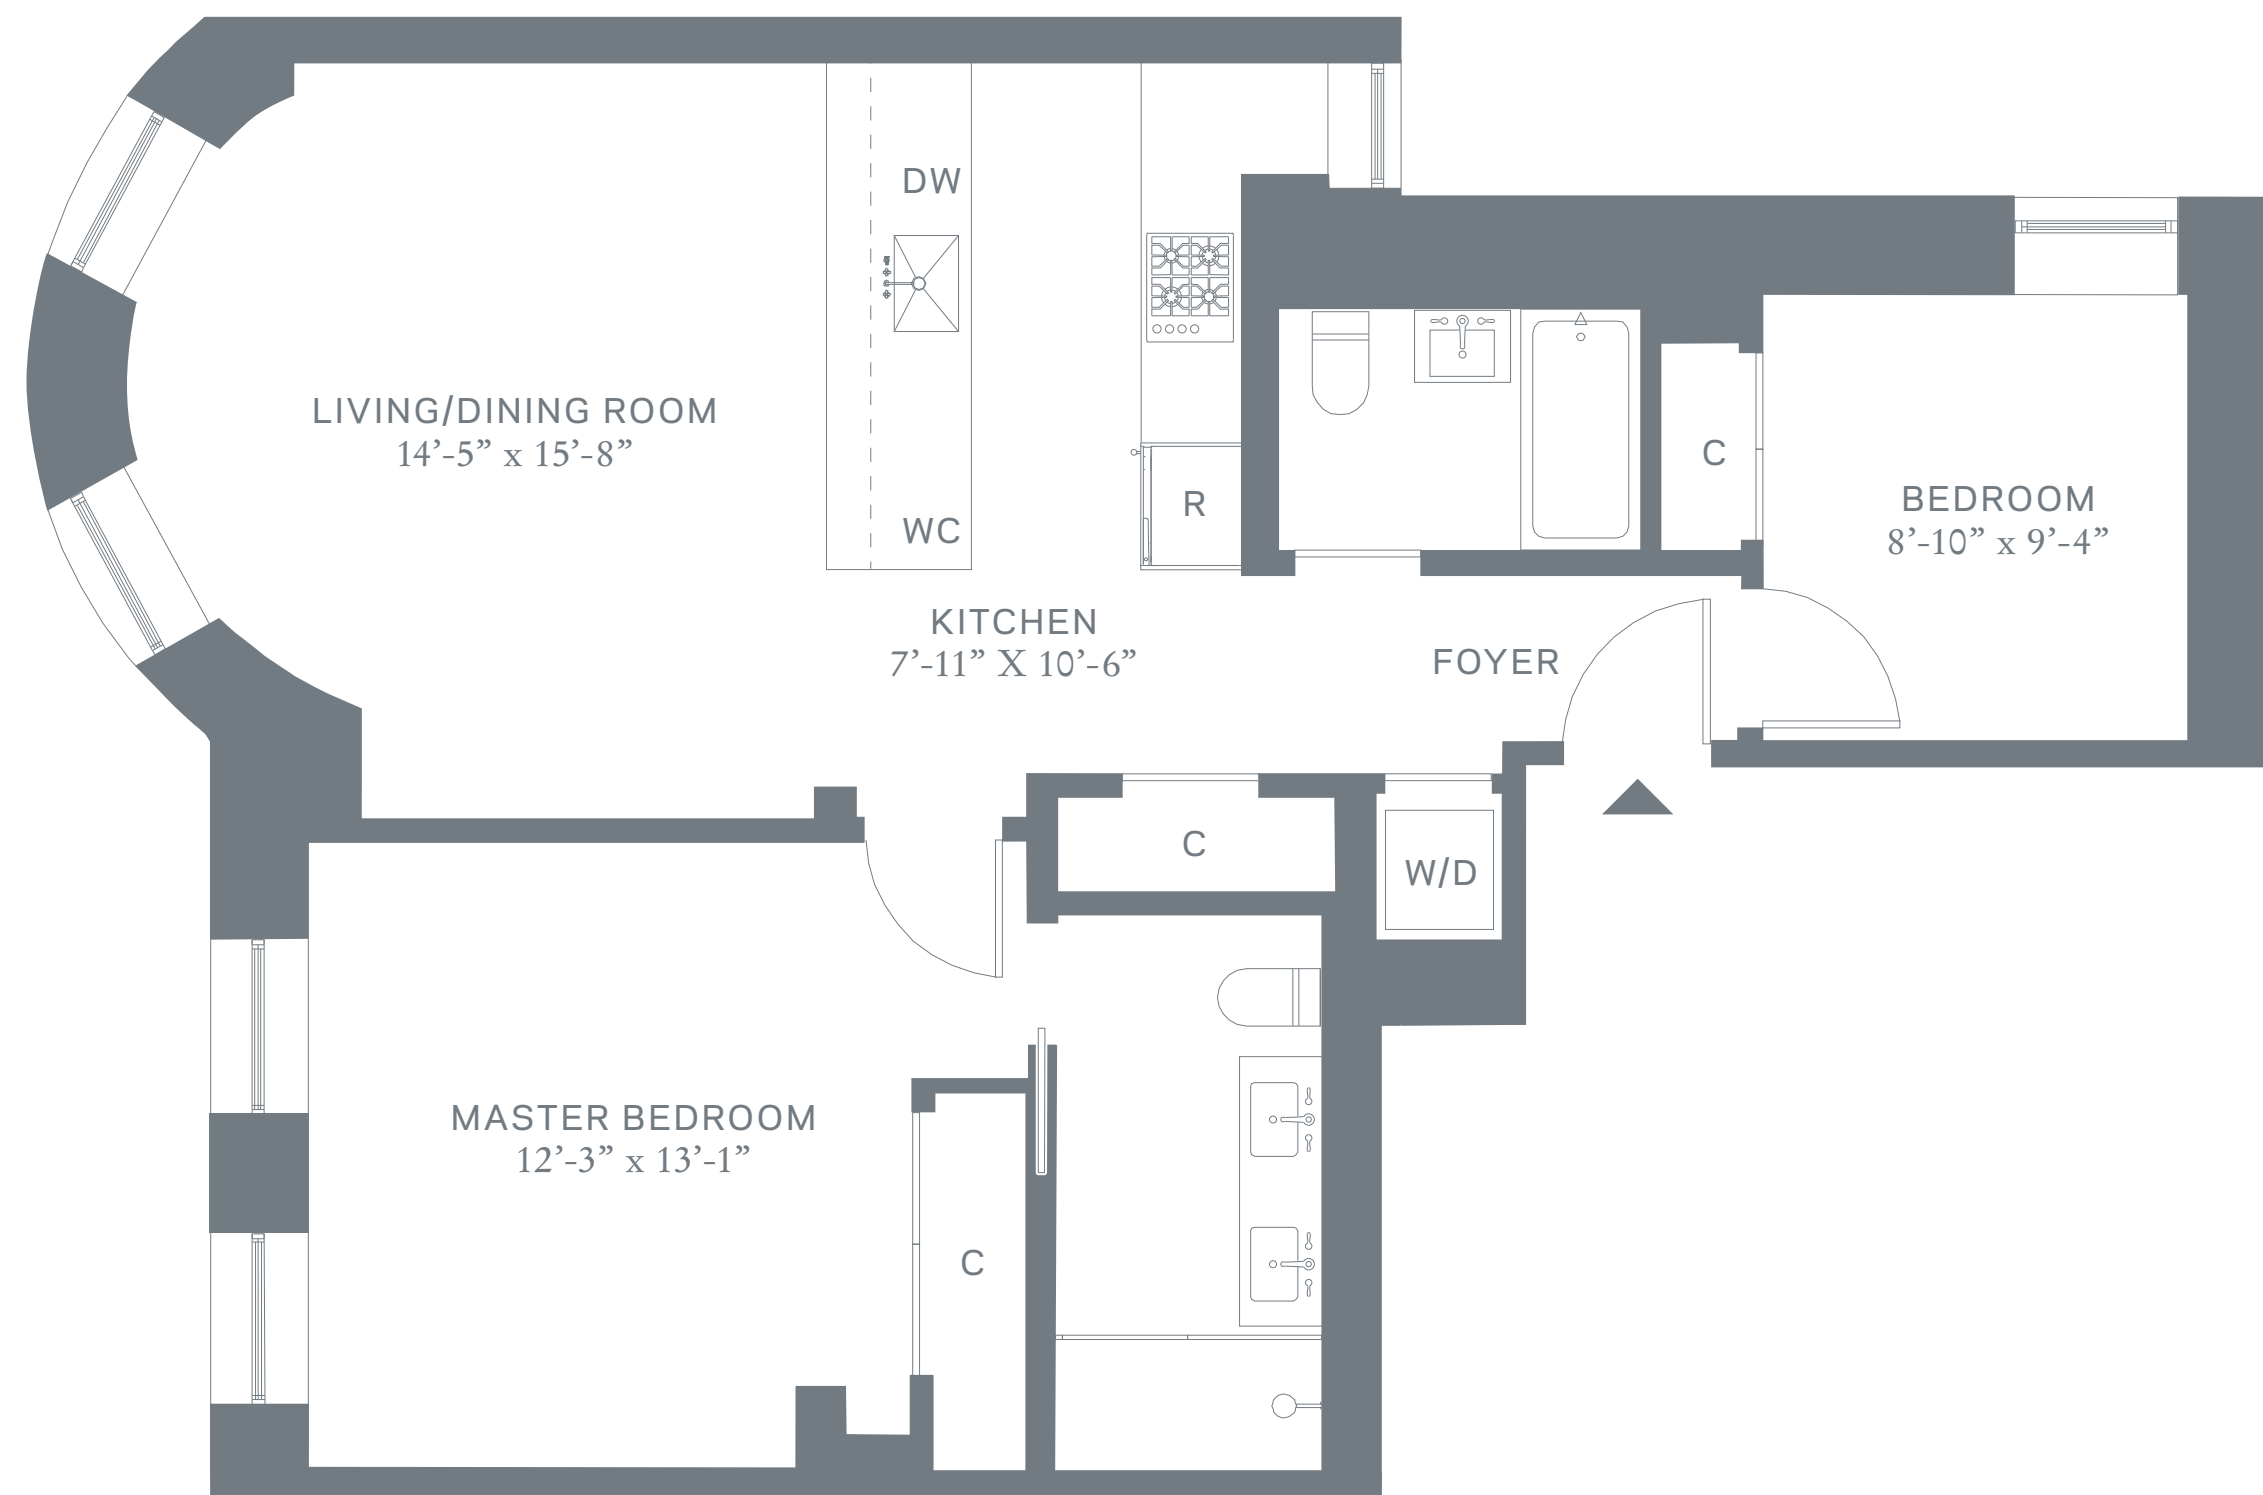 DW
LIVING/DINING ROOM
14’-5” x 15’-8”
WC
R
C
BEDROOM
8’-10” x 9’-4”
KITCHEN
7’-11” X 10’-6”
FOYER
C
W/D
MASTER BEDROOM
12’-3” x 13’-1”
C